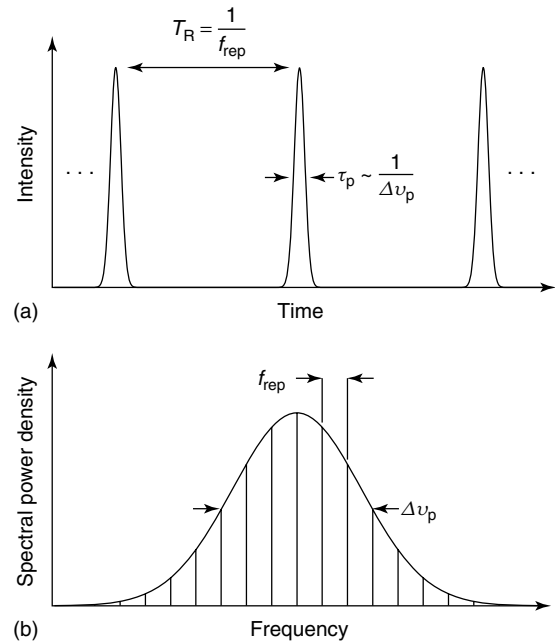 T_R = 1/f_rep
Intensity
. . .
τ_p ~ 1/Δυ_p
. . .
(a)
Time
f_rep
Spectral power density
Δυ_p
(b)
Frequency